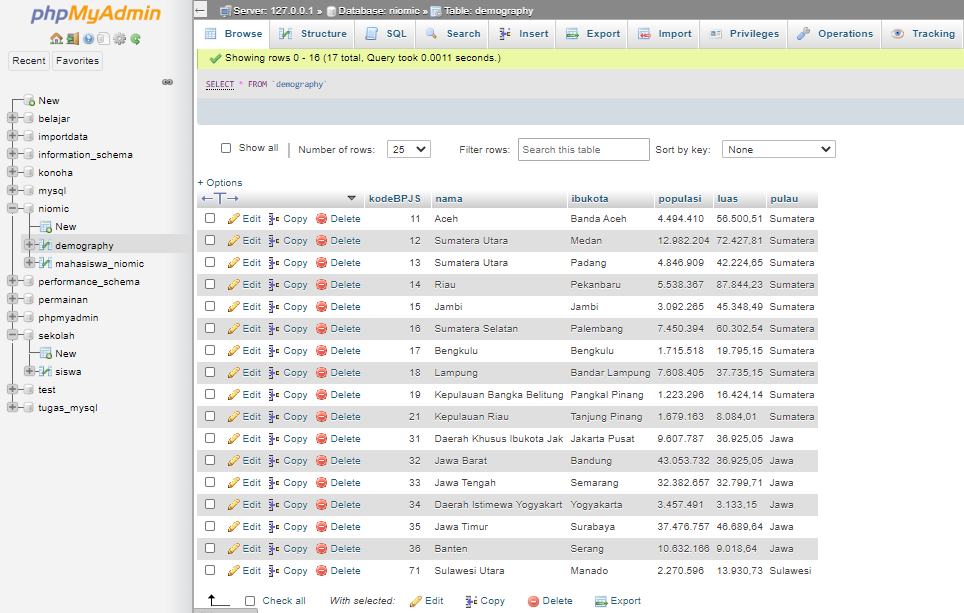 phpMyAdmin
Recent Favorites
New
belajar
importdata
information_schema
konoha
mysql
niomic
New
demography
mahasiswa_niomic
performance_schema
permainan
phpmyadmin
sekolah
New
siswa
test
tugas_mysql
Server: 127.0.0.1 » Database: niomic » Table: demography
Browse Structure SQL Search Insert Export Import Privileges Operations Tracking
Showing rows 0 - 16 (17 total, Query took 0.0011 seconds.)
SELECT * FROM `demography`
Show all | Number of rows: 25 Filter rows: Search this table Sort by key: None
+ Options
←T→ kodeBPJS nama ibukota populasi luas pulau
Edit Copy Delete 11 Aceh Banda Aceh 4.494.410 56.500,51 Sumatera
Edit Copy Delete 12 Sumatera Utara Medan 12.982.204 72.427,81 Sumatera
Edit Copy Delete 13 Sumatera Utara Padang 4.846.909 42.224,65 Sumatera
Edit Copy Delete 14 Riau Pekanbaru 5.538.367 87.844,23 Sumatera
Edit Copy Delete 15 Jambi Jambi 3.092.265 45.348,49 Sumatera
Edit Copy Delete 16 Sumatera Selatan Palembang 7.450.394 60.302,54 Sumatera
Edit Copy Delete 17 Bengkulu Bengkulu 1.715.518 19.795,15 Sumatera
Edit Copy Delete 18 Lampung Bandar Lampung 7.608.405 37.735,15 Sumatera
Edit Copy Delete 19 Kepulauan Bangka Belitung Pangkal Pinang 1.223.296 16.424,14 Sumatera
Edit Copy Delete 21 Kepulauan Riau Tanjung Pinang 1.679.163 8.084,01 Sumatera
Edit Copy Delete 31 Daerah Khusus Ibukota Jak Jakarta Pusat 9.607.787 36.925,05 Jawa
Edit Copy Delete 32 Jawa Barat Bandung 43.053.732 36.925,05 Jawa
Edit Copy Delete 33 Jawa Tengah Semarang 32.382.657 32.799,71 Jawa
Edit Copy Delete 34 Daerah Istimewa Yogyakart Yogyakarta 3.457.491 3.133,15 Jawa
Edit Copy Delete 35 Jawa Timur Surabaya 37.476.757 46.689,64 Jawa
Edit Copy Delete 36 Banten Serang 10.632.166 9.018,64 Jawa
Edit Copy Delete 71 Sulawesi Utara Manado 2.270.596 13.930,73 Sulawesi
Check all With selected: Edit Copy Delete Export